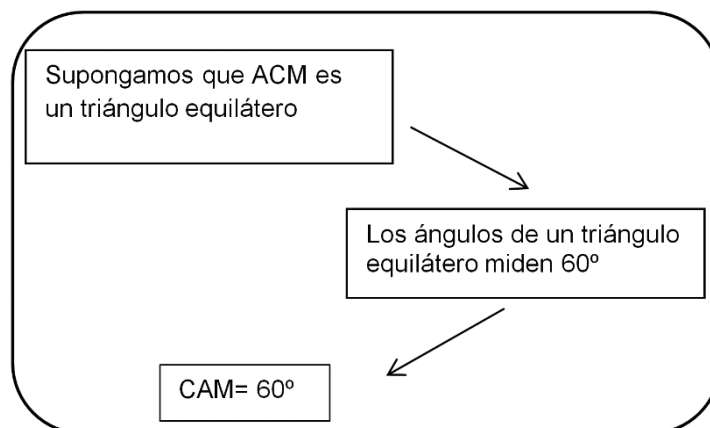 Supongamos que ACM es
un triángulo equilátero
Los ángulos de un triángulo
equilátero miden 60º
CAM= 60º